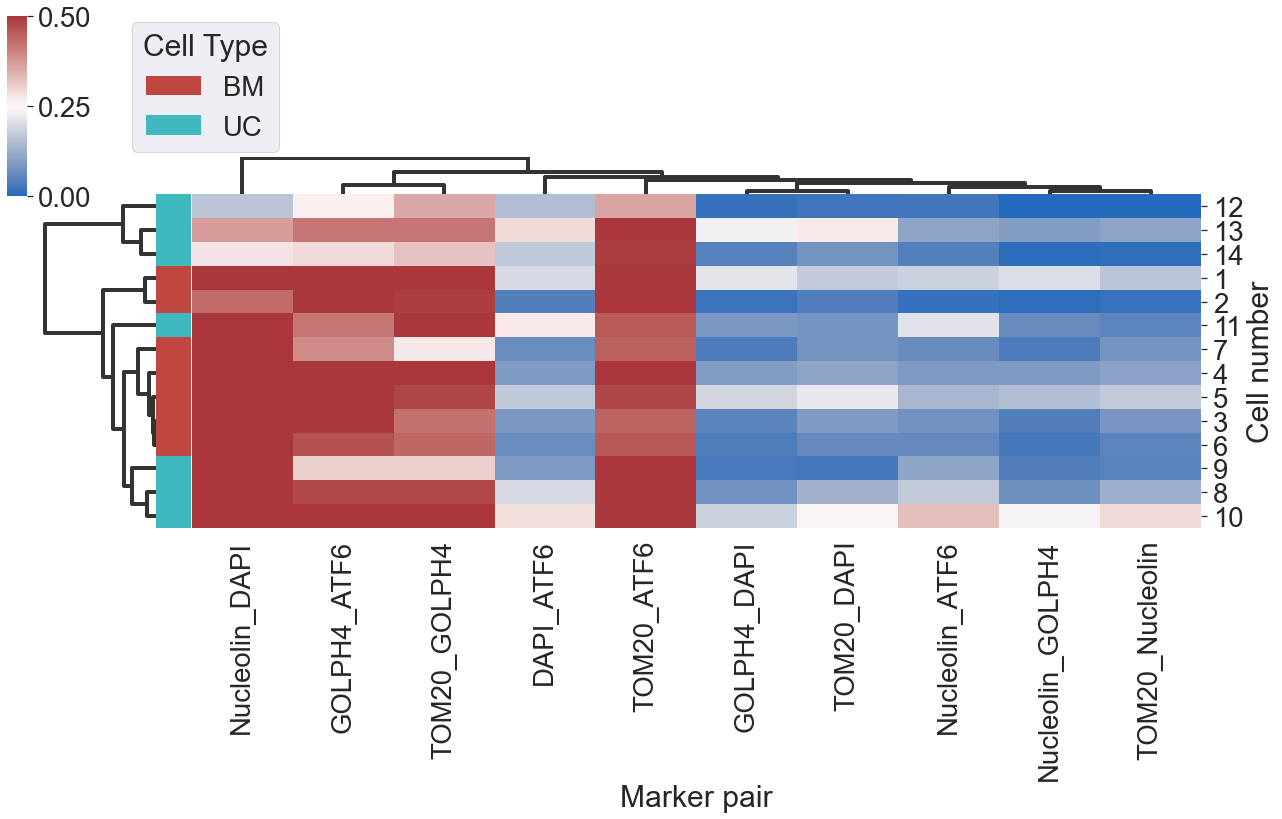 0.50
0.25
0.00
Cell Type
BM
UC
12
13
14
1
2
11
7
4
5
3
6
9
8
10
Cell number
Nucleolin_DAPI
GOLPH4_ATF6
TOM20_GOLPH4
DAPI_ATF6
TOM20_ATF6
GOLPH4_DAPI
TOM20_DAPI
Nucleolin_ATF6
Nucleolin_GOLPH4
TOM20_Nucleolin
Marker pair